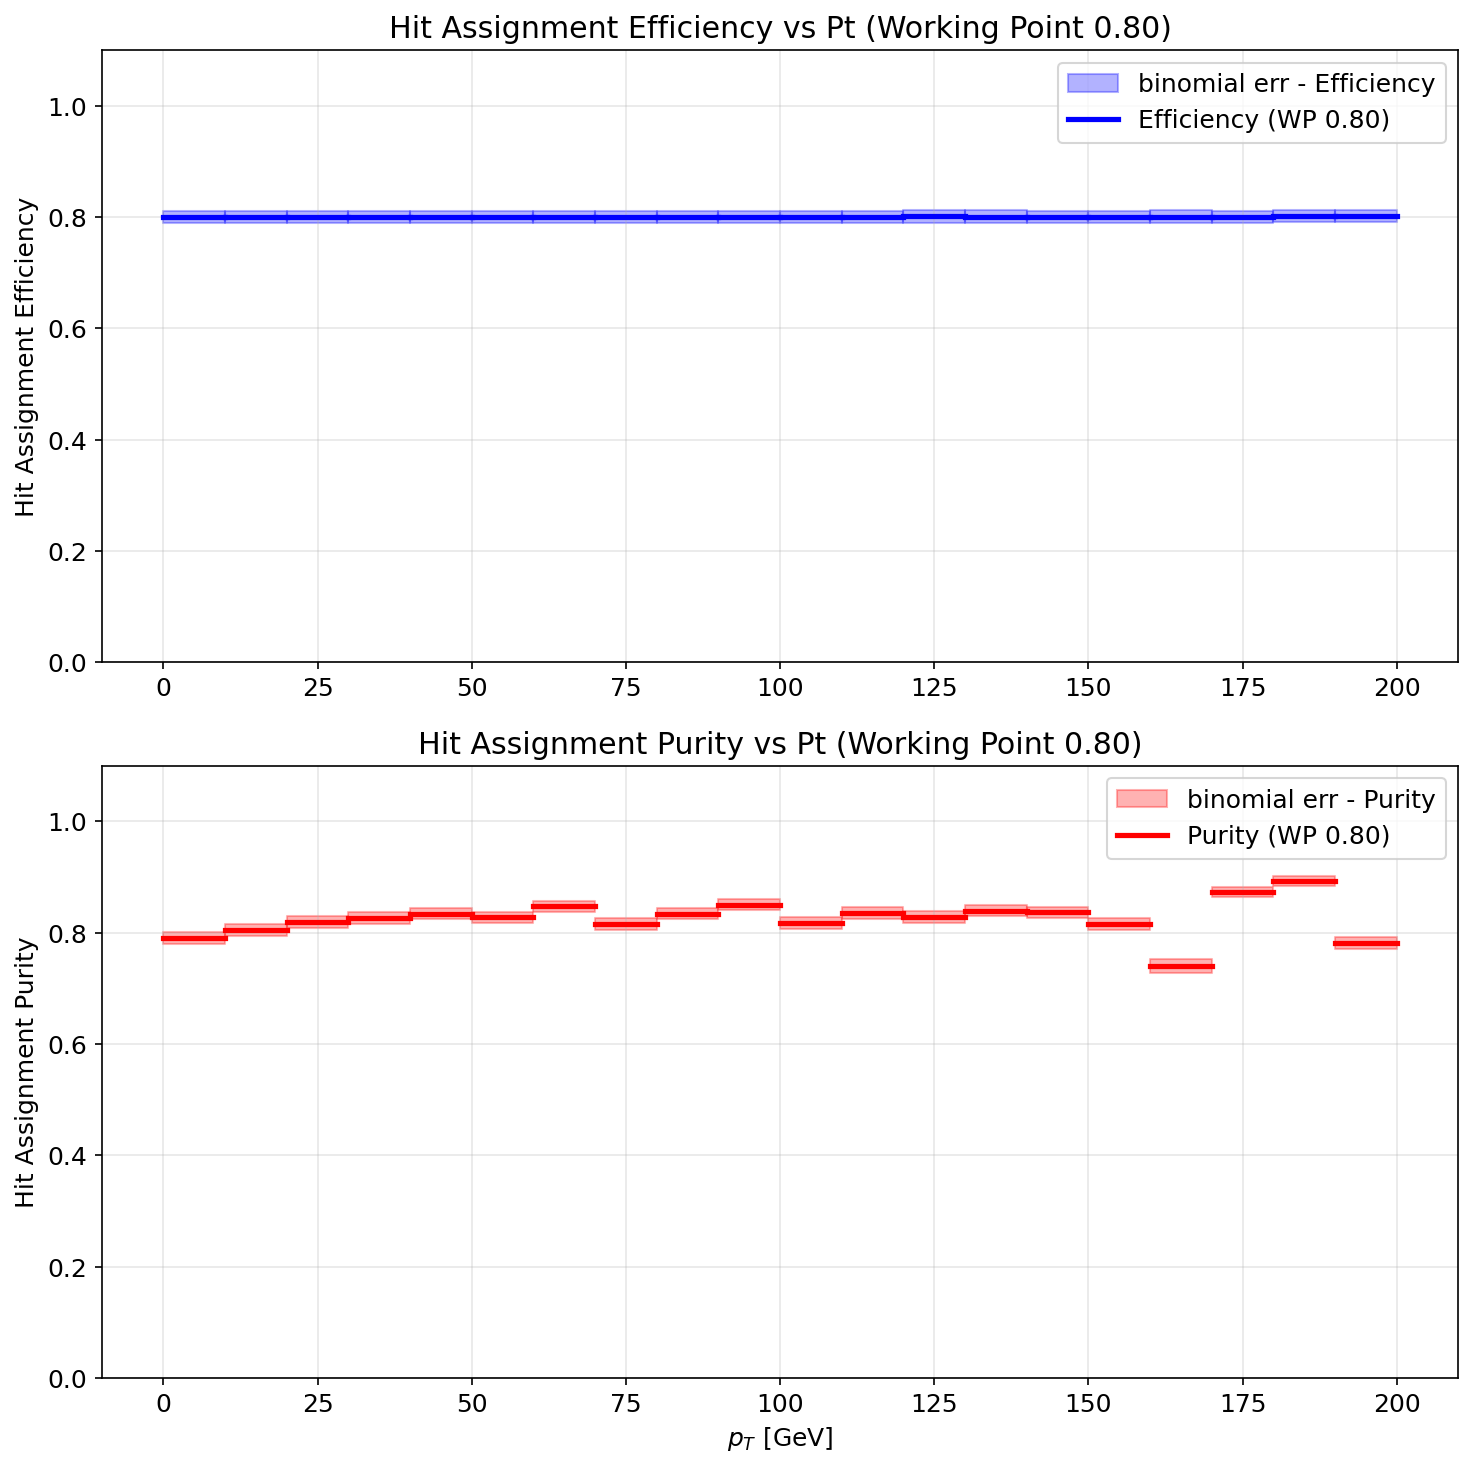 Hit Assignment Efficiency vs Pt (Working Point 0.80)
binomial err - Efficiency
Efficiency (WP 0.80)
Hit Assignment Efficiency
1.0
0.8
0.6
0.4
0.2
0.0
0 25 50 75 100 125 150 175 200
Hit Assignment Purity vs Pt (Working Point 0.80)
binomial err - Purity
Purity (WP 0.80)
Hit Assignment Purity
1.0
0.8
0.6
0.4
0.2
0.0
0 25 50 75 100 125 150 175 200
p_T [GeV]